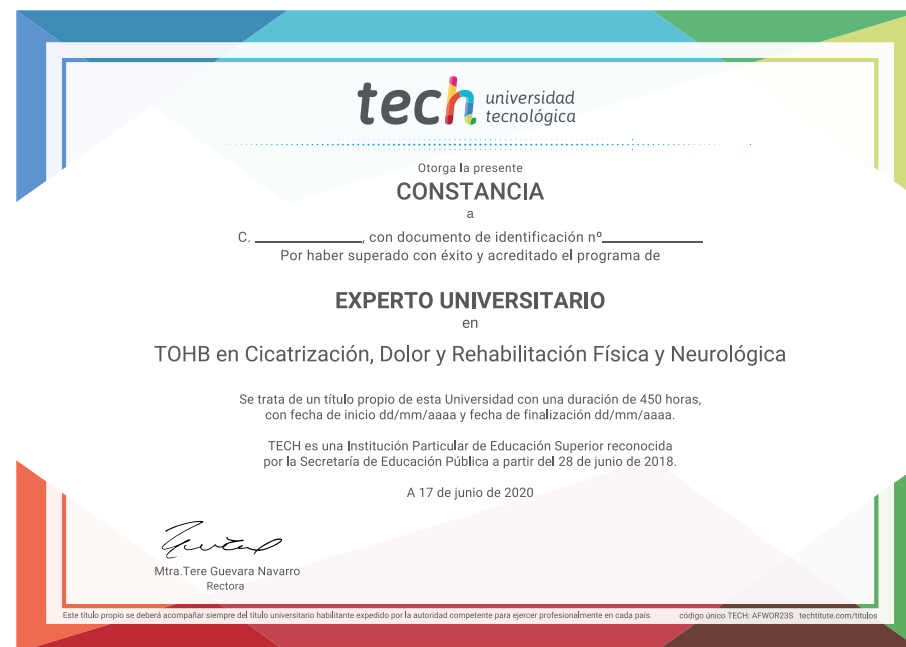 tech universidad
tecnológica
Otorga la presente
CONSTANCIA
a
C. ____________, con documento de identificación nº____________
Por haber superado con éxito y acreditado el programa de
EXPERTO UNIVERSITARIO
en
TOHB en Cicatrización, Dolor y Rehabilitación Física y Neurológica
Se trata de un título propio de esta Universidad con una duración de 450 horas,
con fecha de inicio dd/mm/aaaa y fecha de finalización dd/mm/aaaa.
TECH es una Institución Particular de Educación Superior reconocida
por la Secretaría de Educación Pública a partir del 28 de junio de 2018.
A 17 de junio de 2020
Mtra.Tere Guevara Navarro
Rectora
Este título propio se deberá acompañar siempre del título universitario habilitante expedido por la autoridad competente para ejercer profesionalmente en cada país. código único TECH: AFWOR23S techtitute.com/titulos